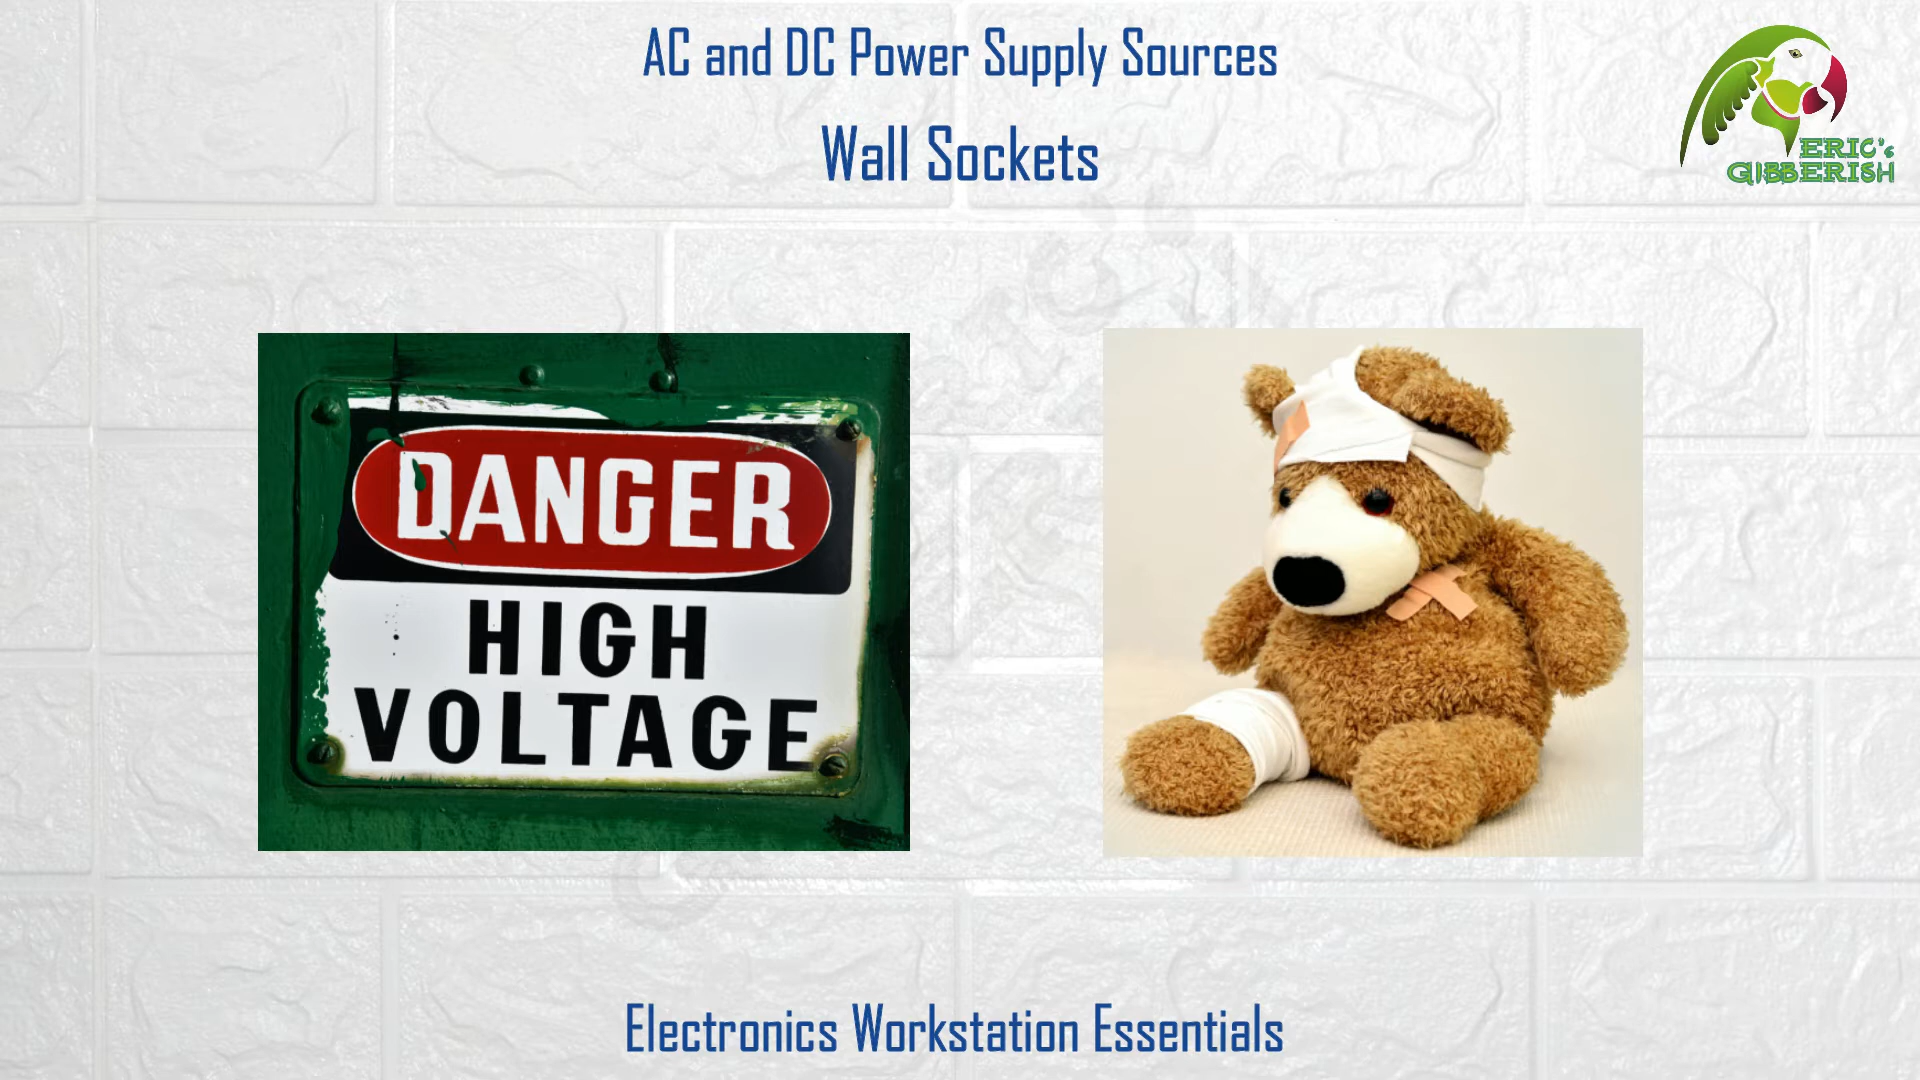 AC and DC Power Supply Sources
Wall Sockets
ERIC's
GIBBERISH
DANGER
HIGH
VOLTAGE
Electronics Workstation Essentials